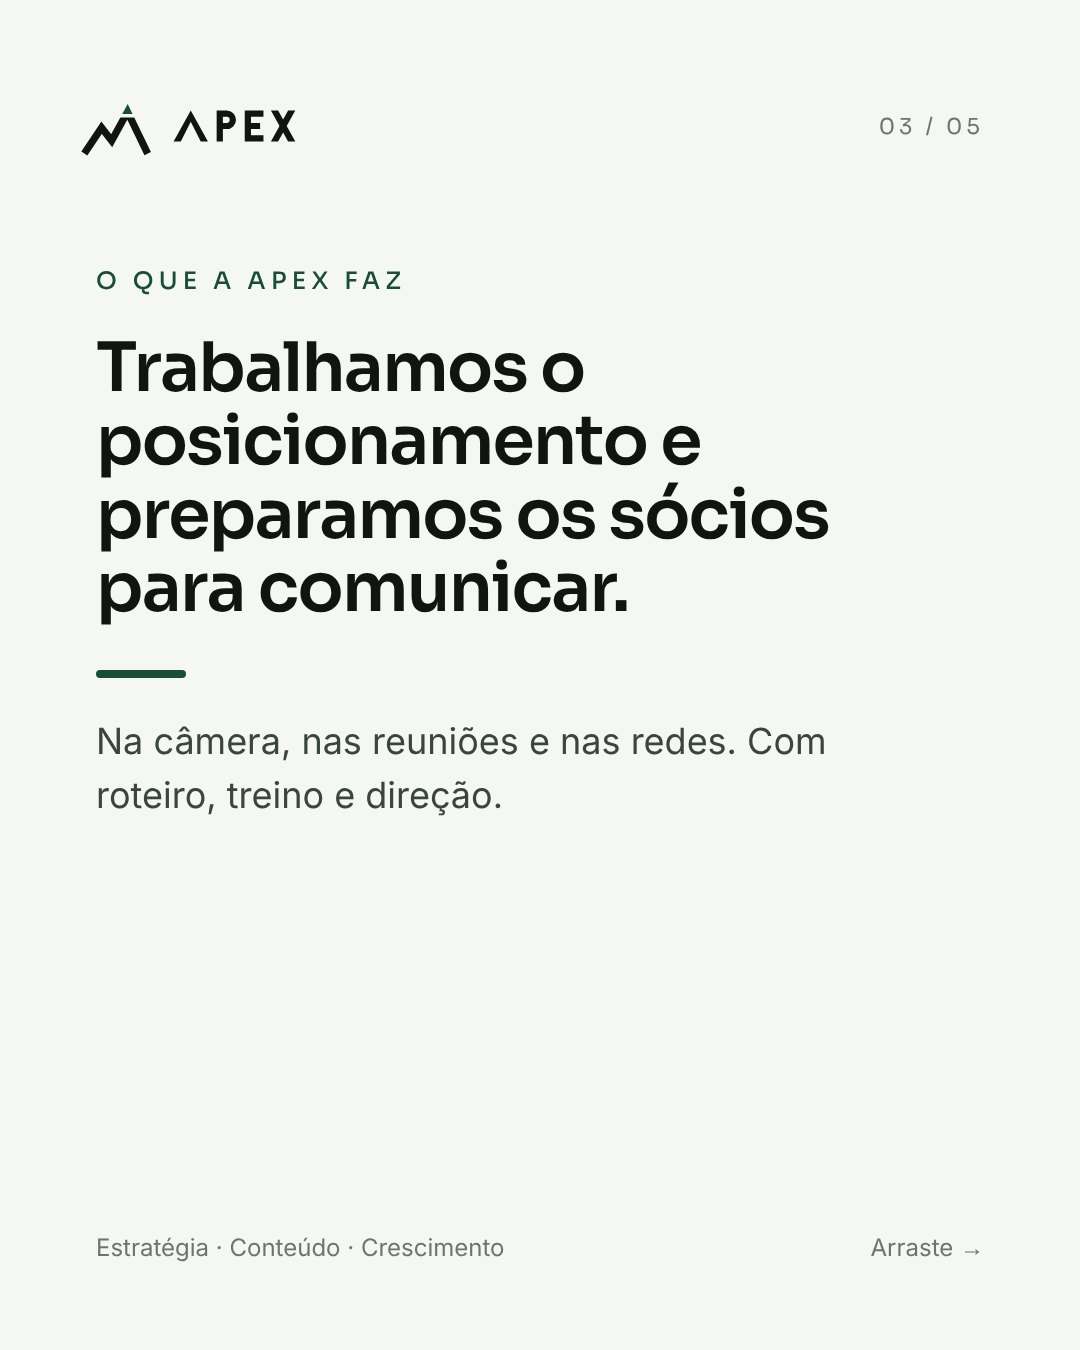 APEX
03 / 05
O QUE A APEX FAZ
Trabalhamos o
posicionamento e
preparamos os sócios
para comunicar.
Na câmera, nas reuniões e nas redes. Com
roteiro, treino e direção.
Estratégia · Conteúdo · Crescimento
Arraste →